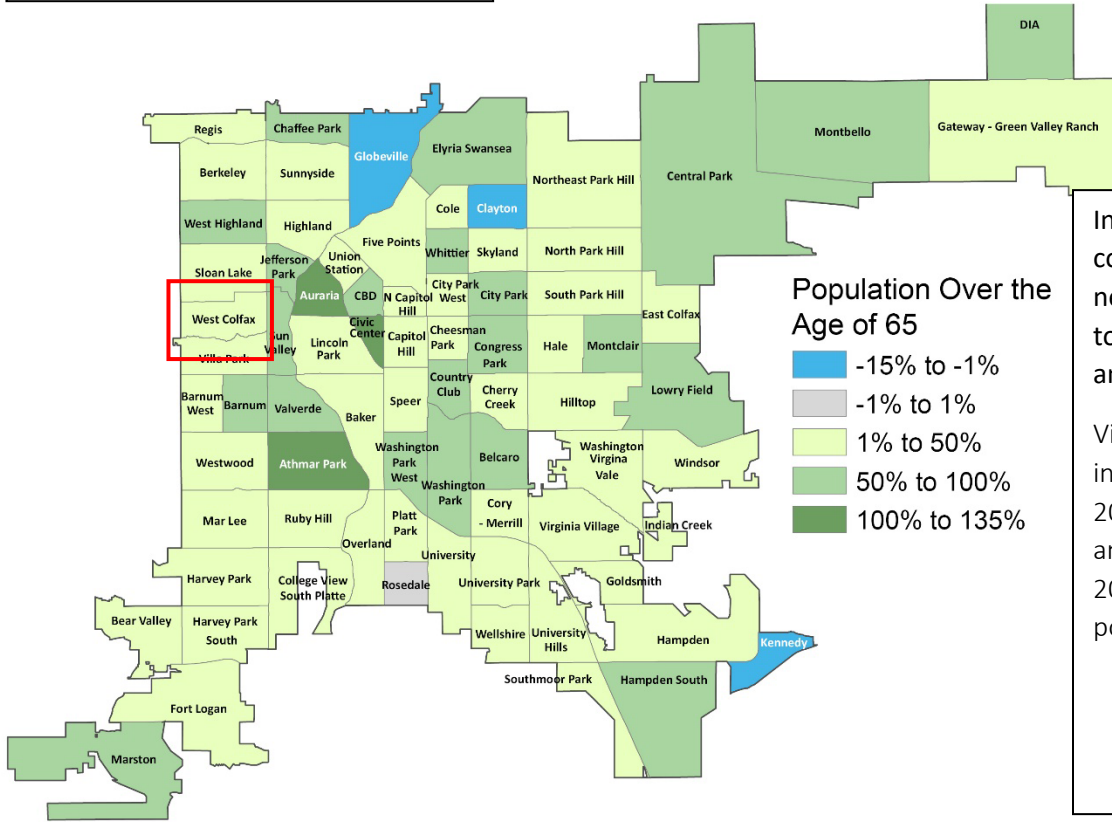 DIA
Regis
Chaffee Park
Globeville
Elyria Swansea
Montbello
Gateway - Green Valley Ranch
Berkeley
Sunnyside
Northeast Park Hill
Central Park
Cole
Clayton
West Highland
Highland
Five Points
Whittier
Skyland
North Park Hill
Sloan Lake
Jefferson
Park
Union
Station
Auraria
CBD
N Capitol
Hill
City Park
West
City Park
South Park Hill
West Colfax
Sun
Valley
Civic
Center
Lincoln
Park
Capitol
Hill
Cheesman
Park
Congress
Park
Hale
Montclair
East Colfax
Villa Park
Barnum
West
Barnum
Valverde
Baker
Speer
Country
Club
Cherry
Creek
Hilltop
Lowry Field
Westwood
Athmar Park
Washington
Park
West
Washington
Park
Belcaro
Washington
Virgina
Vale
Windsor
Mar Lee
Ruby Hill
Overland
Platt
Park
Cory
- Merrill
Virginia Village
Indian Creek
Harvey Park
College View
South Platte
Rosedale
University
University Park
Goldsmith
Bear Valley
Harvey Park
South
Wellshire
University
Hills
Hampden
Kennedy
Southmoor Park
Hampden South
Fort Logan
Marston
Population Over the
Age of 65
-15% to -1%
-1% to 1%
1% to 50%
50% to 100%
100% to 135%
In